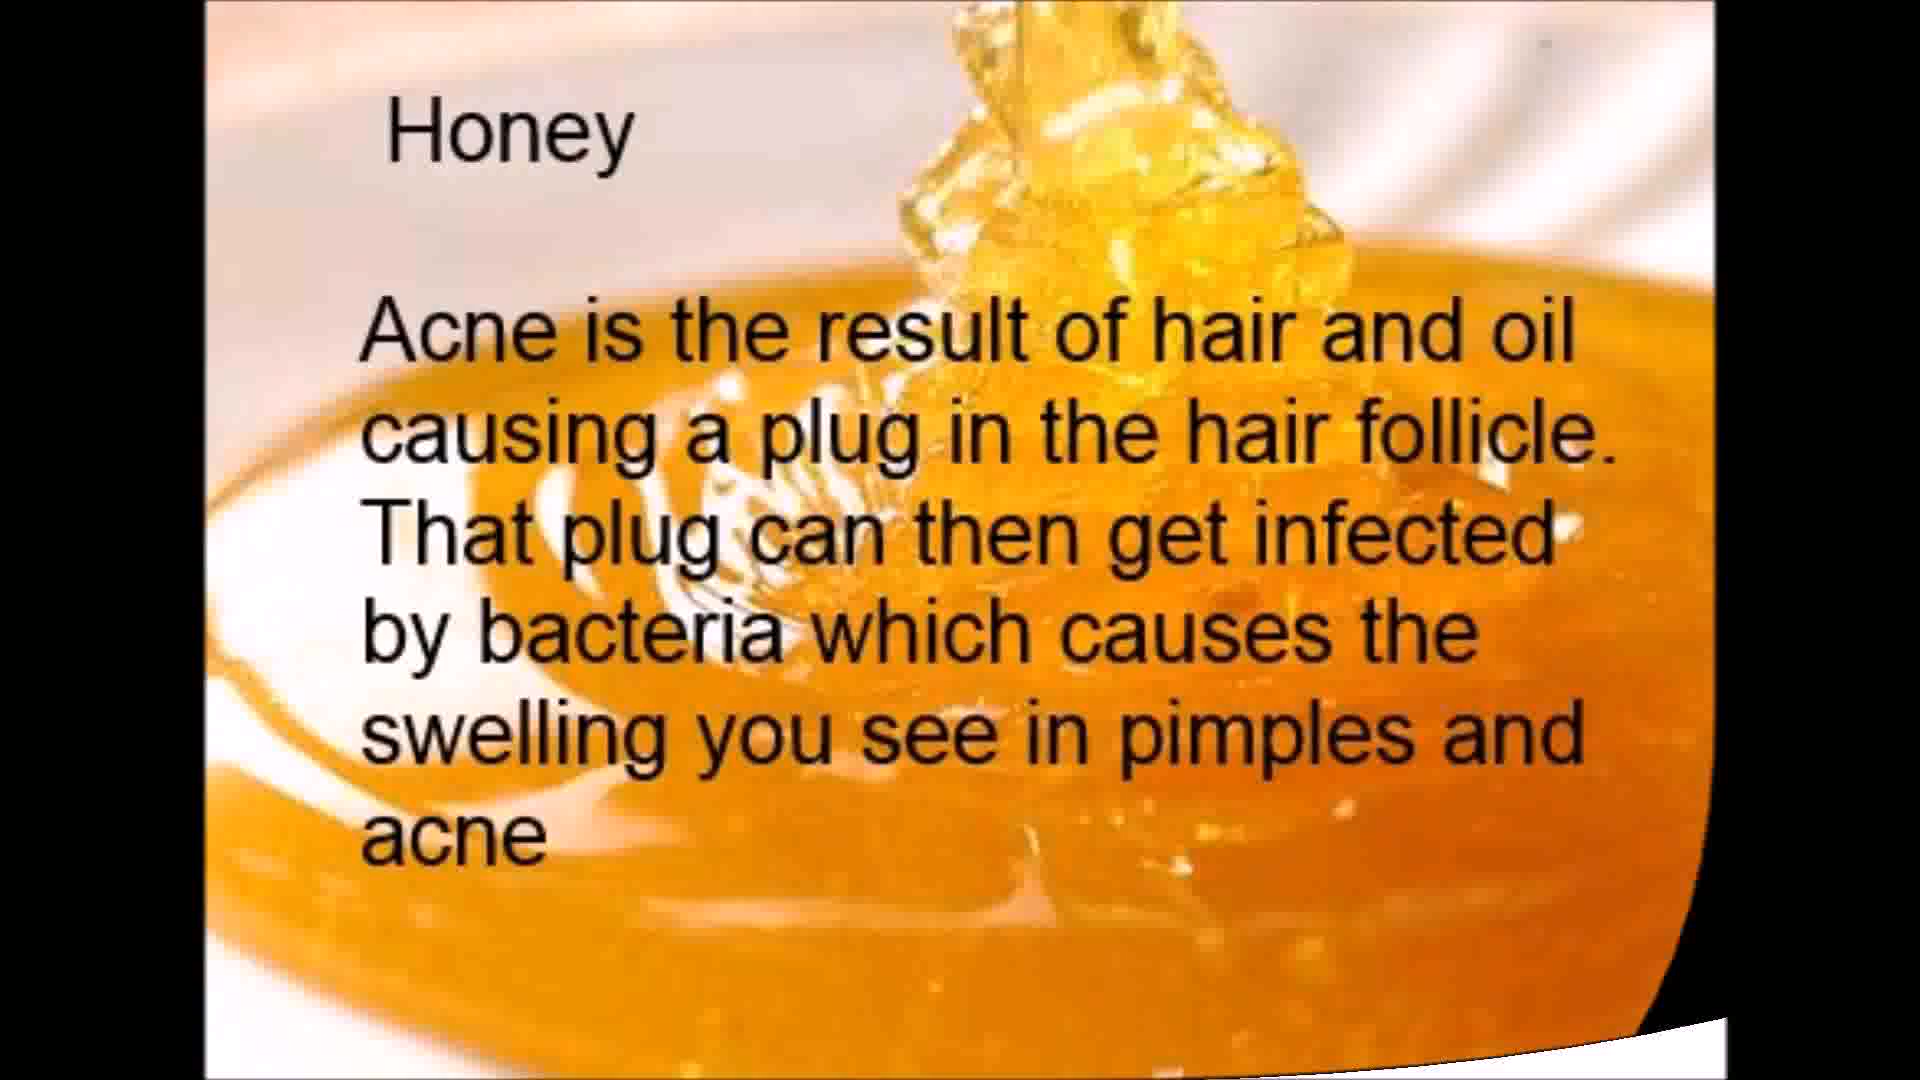 Honey
Acne is the result of hair and oil
causing a plug in the hair follicle.
That plug can then get infected
by bacteria which causes the
swelling you see in pimples and
acne